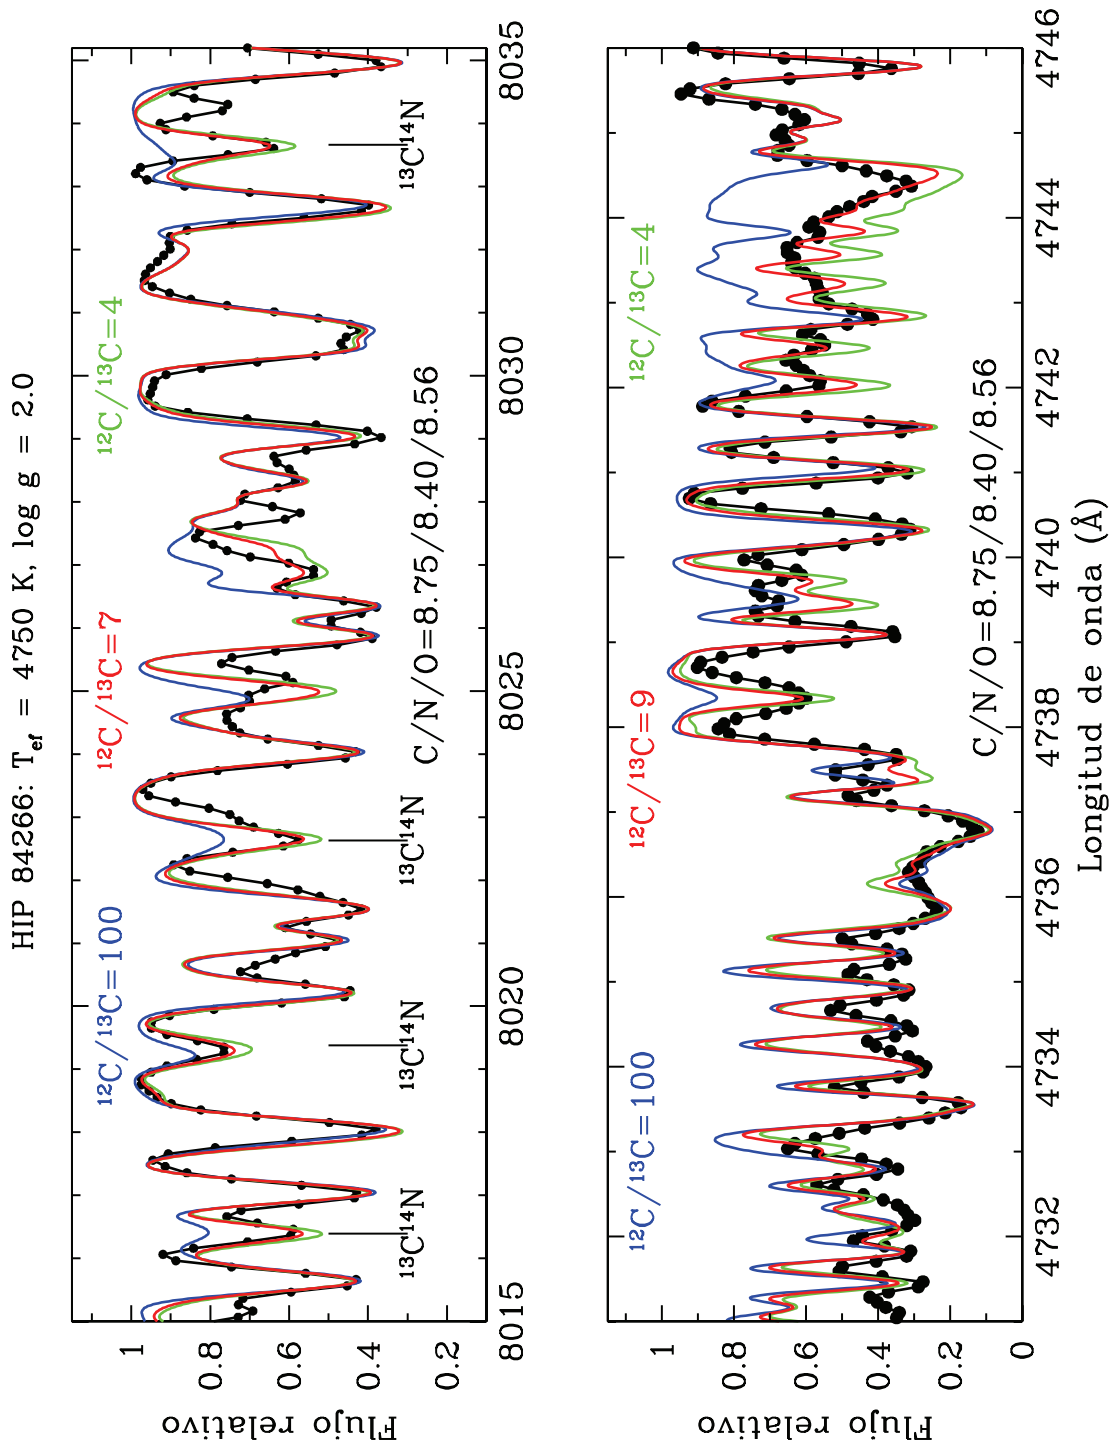 HIP 84266: Tef = 4750 K, log g = 2.0
12C/13C=100 12C/13C=7 12C/13C=4
13C14N 13C14N 13C14N 13C14N
C/N/O=8.75/8.40/8.56
Flujo relativo
1 0.8 0.6 0.4 0.2
8015 8020 8025 8030 8035
12C/13C=100 12C/13C=9 12C/13C=4
C/N/O=8.75/8.40/8.56
Flujo relativo
1 0.8 0.6 0.4 0.2 0
4732 4734 4736 4738 4740 4742 4744 4746
Longitud de onda (Å)